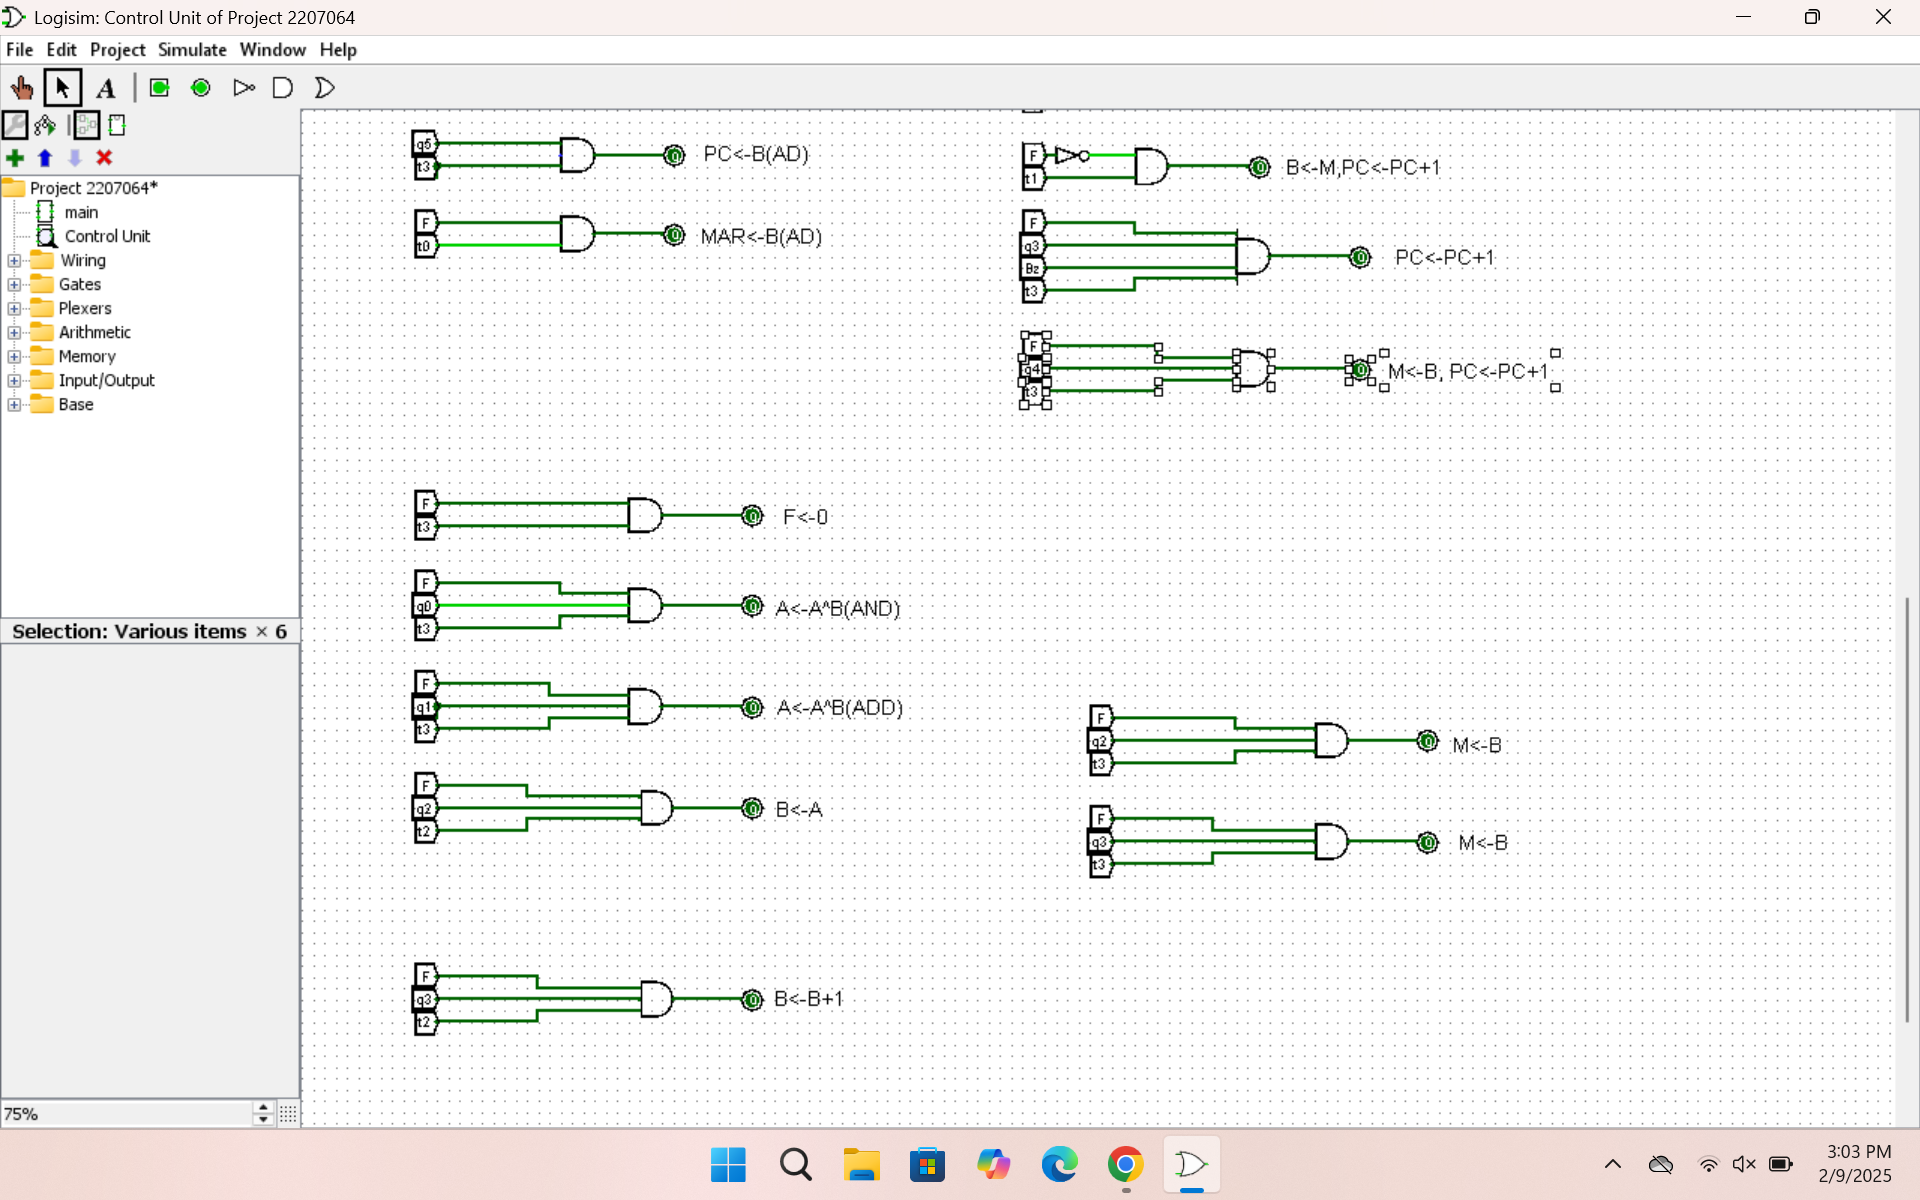 Logisim: Control Unit of Project 2207064
File Edit Project Simulate Window Help
A
Project 2207064*
main
Control Unit
Wiring
Gates
Plexers
Arithmetic
Memory
Input/Output
Base
Selection: Various items × 6
75%
q5
t3
PC<-B(AD)
F
t0
MAR<-B(AD)
F
t3
F<-0
F
q0
t3
A<-A^B(AND)
F
q1
t3
A<-A^B(ADD)
F
q2
t2
B<-A
F
q3
t2
B<-B+1
F
t1
B<-M,PC<-PC+1
F
q3
Bz
t3
PC<-PC+1
F
q4
t3
M<-B, PC<-PC+1
F
q2
t3
M<-B
F
q3
t3
M<-B
3:03 PM
2/9/2025